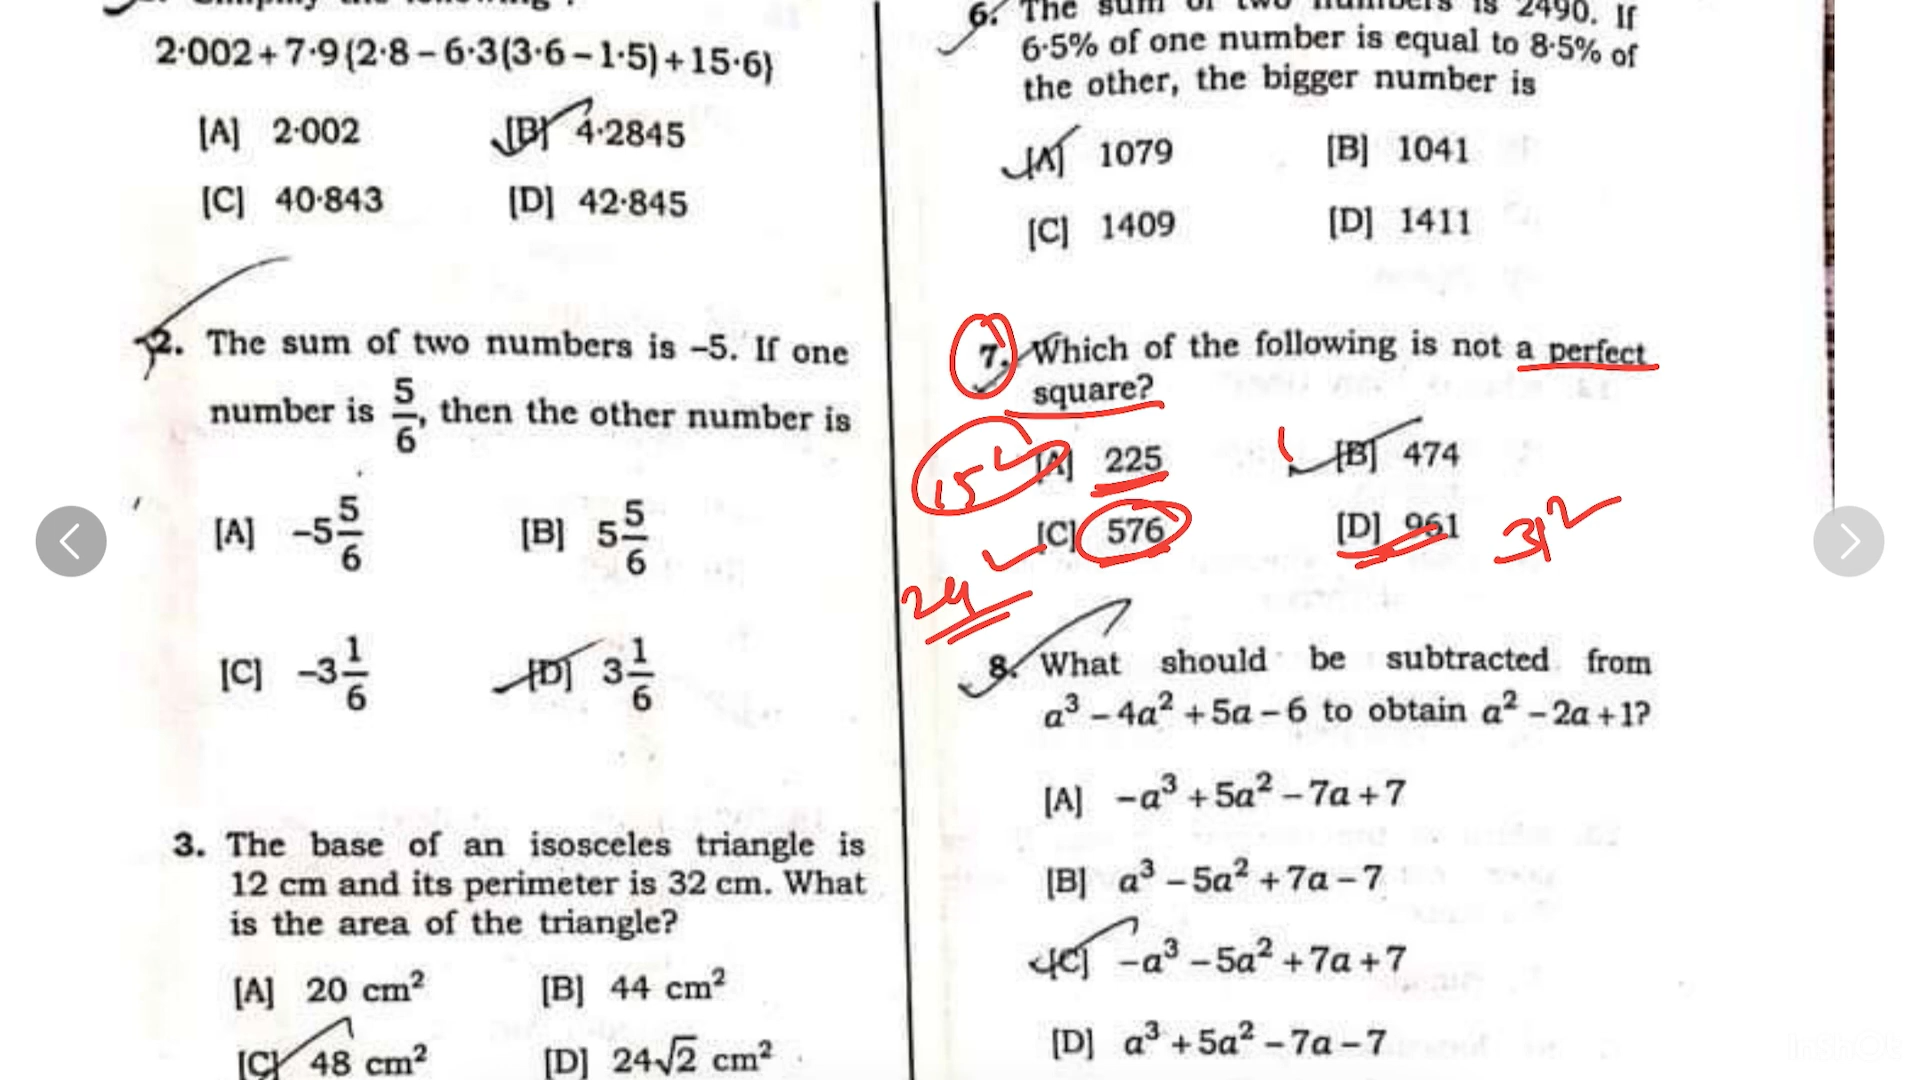 Simplify the following :
2·002 + 7·9{2·8 – 6·3(3·6 – 1·5) + 15·6}
[A] 2·002
[B] 4·2845
[C] 40·843
[D] 42·845
2. The sum of two numbers is –5. If one
number is 5/6, then the other number is
[A] –5 5/6
[B] 5 5/6
[C] –3 1/6
[D] 3 1/6
3. The base of an isosceles triangle is
12 cm and its perimeter is 32 cm. What
is the area of the triangle?
[A] 20 cm²
[B] 44 cm²
[C] 48 cm²
[D] 24√2 cm²
6. The sum of two numbers is 2490. If
6·5% of one number is equal to 8·5% of
the other, the bigger number is
[A] 1079
[B] 1041
[C] 1409
[D] 1411
7. Which of the following is not a perfect
square?
15
[A] 225
[B] 474
[C] 576
[D] 961
31²
24
8. What should be subtracted from
a³ – 4a² + 5a – 6 to obtain a² – 2a + 1?
[A] –a³ + 5a² – 7a + 7
[B] a³ – 5a² + 7a – 7
[C] –a³ – 5a² + 7a + 7
[D] a³ + 5a² – 7a – 7